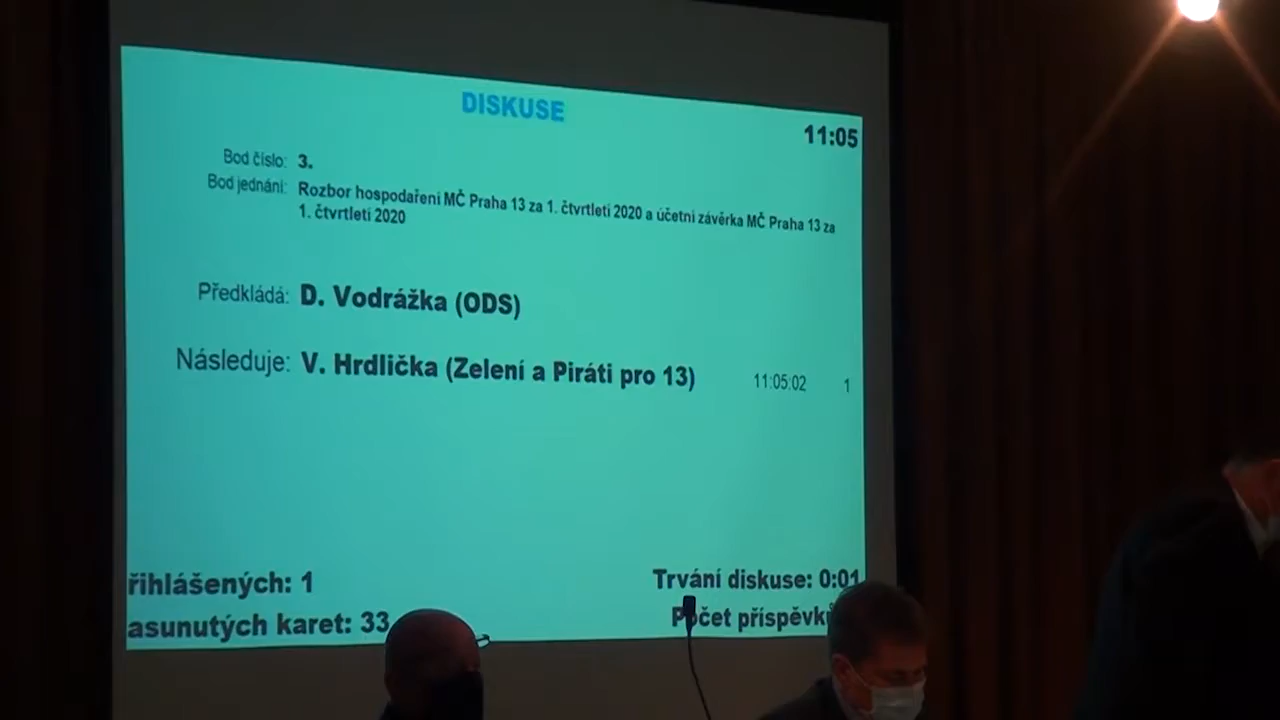 DISKUSE
11:05
Bod číslo: 3.
Bod jednání: Rozbor hospodaření MČ Praha 13 za 1. čtvrtletí 2020 a účetní závěrka MČ Praha 13 za
1. čtvrtletí 2020
Předkládá: D. Vodrážka (ODS)
Následuje: V. Hrdlička (Zelení a Piráti pro 13) 11:05:02 1
řihlášených: 1
Trvání diskuse: 0:01
asunutých karet: 33
Počet příspěvků